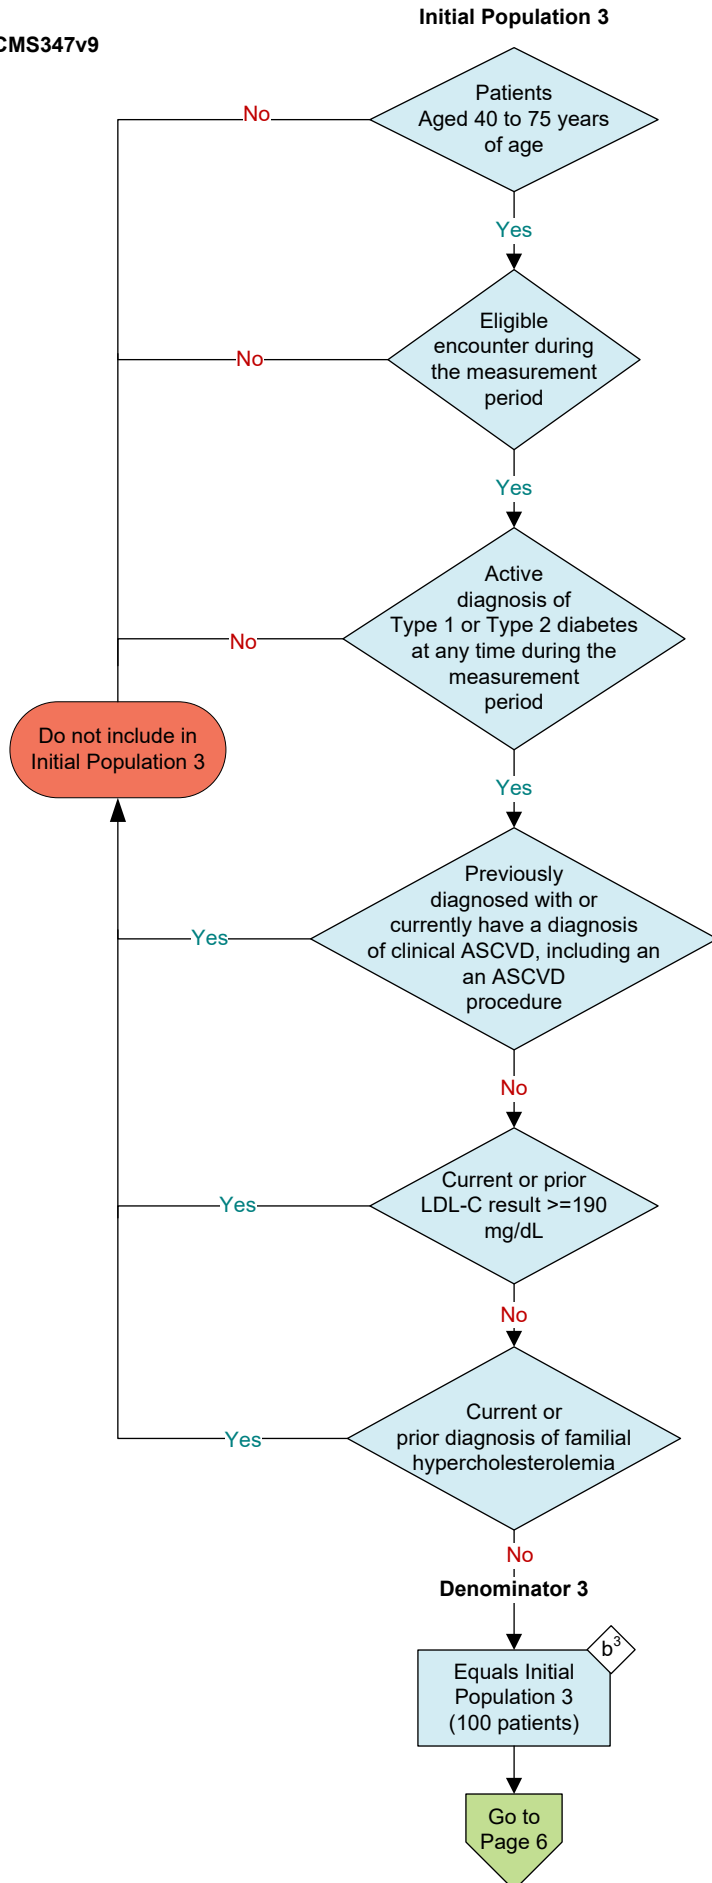 Initial Population 3
CMS347v9
Patients
Aged 40 to 75 years
of age
No
Yes
Eligible
encounter during
the measurement
period
No
Yes
Active
diagnosis of
Type 1 or Type 2 diabetes
at any time during the
measurement
period
No
Do not include in
Initial Population 3
Yes
Previously
diagnosed with or
currently have a diagnosis
of clinical ASCVD, including an
an ASCVD
procedure
Yes
No
Current or prior
LDL-C result >=190
mg/dL
Yes
No
Current or
prior diagnosis of familial
hypercholesterolemia
Yes
No
Denominator 3
b³
Equals Initial
Population 3
(100 patients)
Go to
Page 6